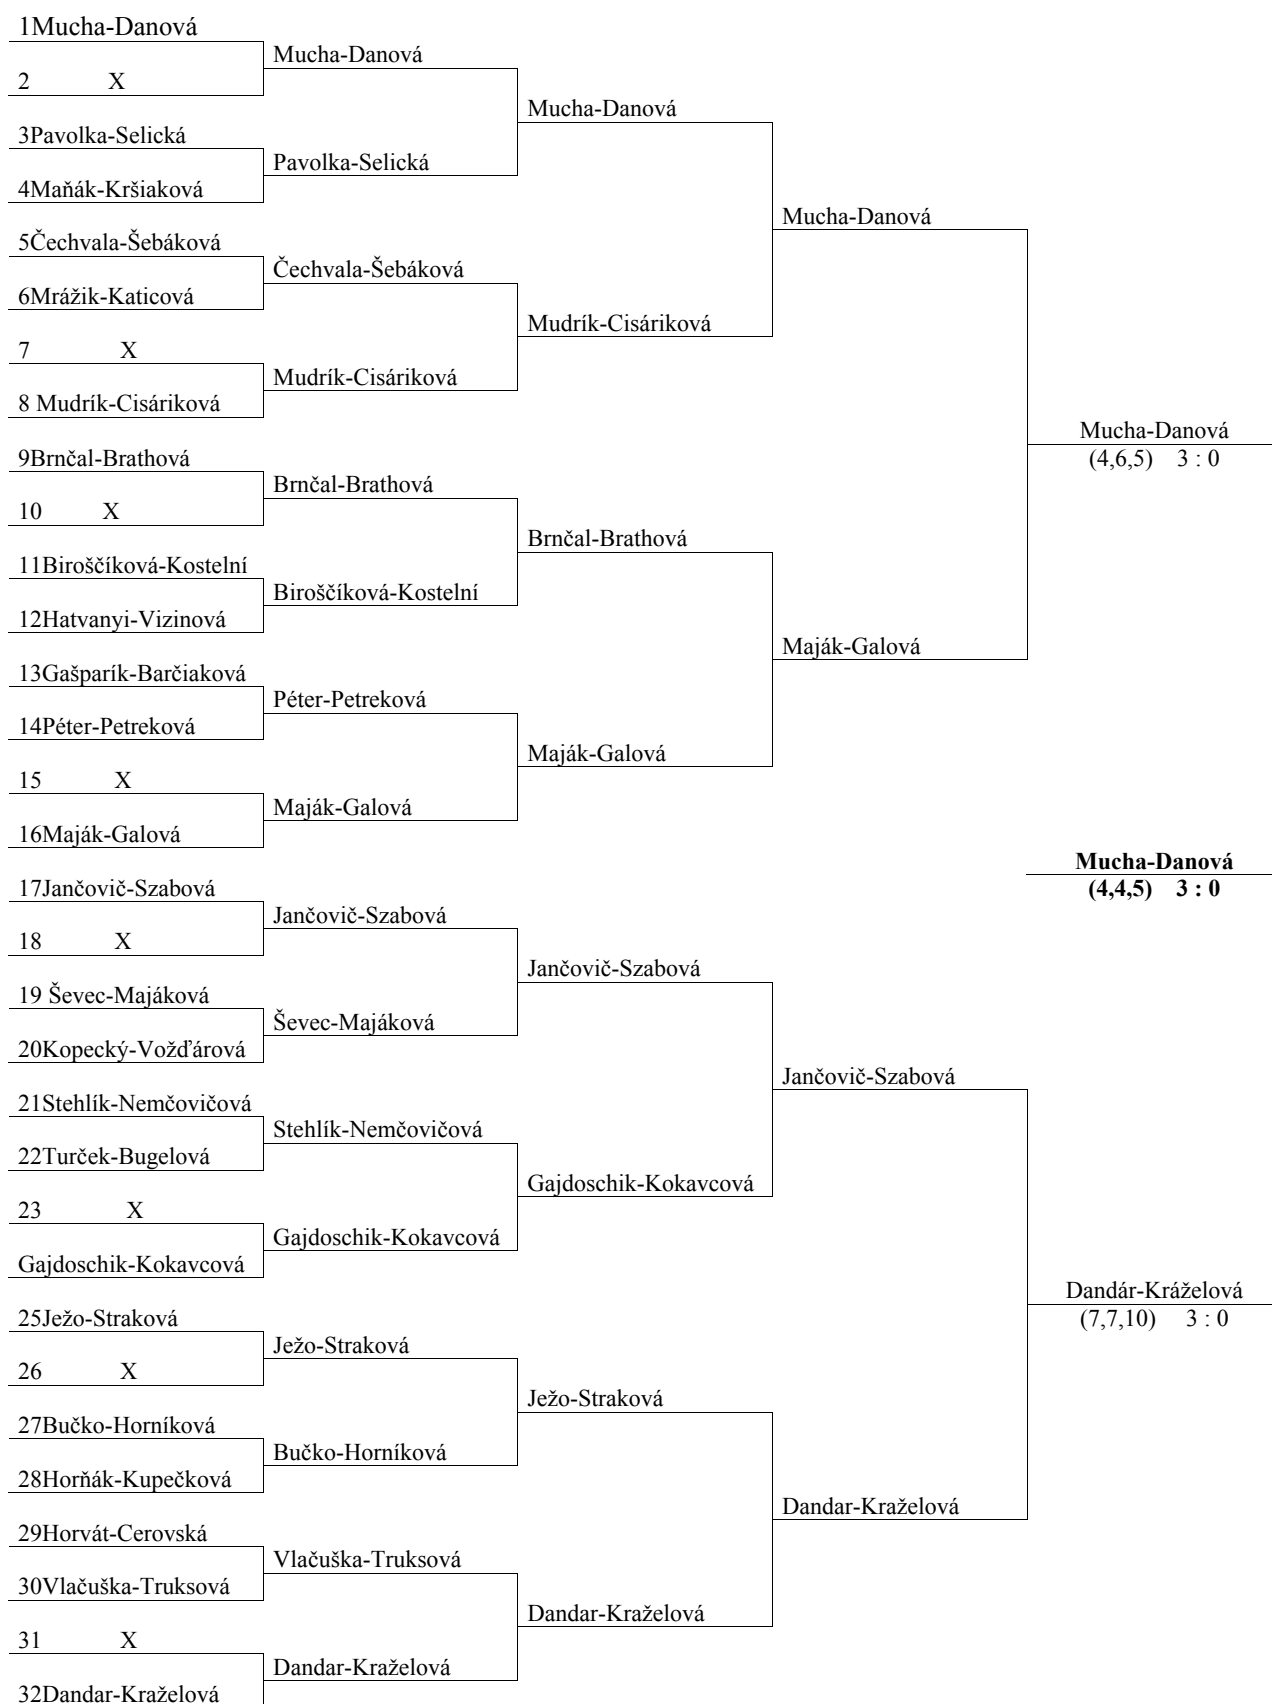 1Mucha-Danová
Mucha-Danová
2 X
Mucha-Danová
3Pavolka-Selická
Pavolka-Selická
4Maňák-Kršiaková
Mucha-Danová
5Čechvala-Šebáková
Čechvala-Šebáková
6Mrážik-Katicová
Mudrík-Cisáriková
7 X
Mudrík-Cisáriková
8 Mudrík-Cisáriková
Mucha-Danová
(4,6,5) 3 : 0
9Brnčal-Brathová
Brnčal-Brathová
10 X
Brnčal-Brathová
11Biroščíková-Kostelní
Biroščíková-Kostelní
12Hatvanyi-Vizinová
Maják-Galová
13Gašparík-Barčiaková
Péter-Petreková
14Péter-Petreková
Maják-Galová
15 X
Maják-Galová
16Maják-Galová
Mucha-Danová
(4,4,5) 3 : 0
17Jančovič-Szabová
Jančovič-Szabová
18 X
Jančovič-Szabová
19 Ševec-Majáková
Ševec-Majáková
20Kopecký-Vožďárová
Jančovič-Szabová
21Stehlík-Nemčovičová
Stehlík-Nemčovičová
22Turček-Bugelová
Gajdoschik-Kokavcová
23 X
Gajdoschik-Kokavcová
Gajdoschik-Kokavcová
Dandár-Kráželová
(7,7,10) 3 : 0
25Ježo-Straková
Ježo-Straková
26 X
Ježo-Straková
27Bučko-Horníková
Bučko-Horníková
28Horňák-Kupečková
Dandar-Kraželová
29Horvát-Cerovská
Vlačuška-Truksová
30Vlačuška-Truksová
Dandar-Kraželová
31 X
Dandar-Kraželová
32Dandar-Kraželová